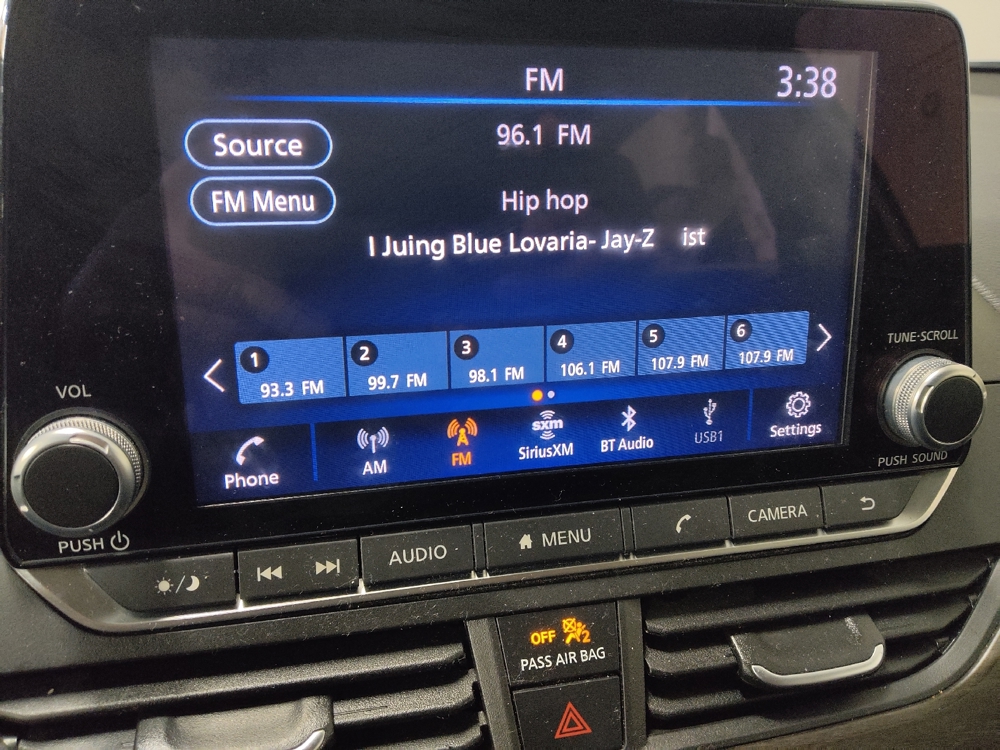 FM
3:38
Source
96.1 FM
FM Menu
Hip hop
I Juing Blue Lovaria- Jay-Z ist
1 2 3 4 5 6
93.3 FM 99.7 FM 98.1 FM 106.1 FM 107.9 FM 107.9 FM
Phone
AM
FM
sxm
SiriusXM
BT Audio
USB1
Settings
VOL
PUSH
TUNE·SCROLL
PUSH SOUND
AUDIO
MENU
CAMERA
OFF 2
PASS AIR BAG